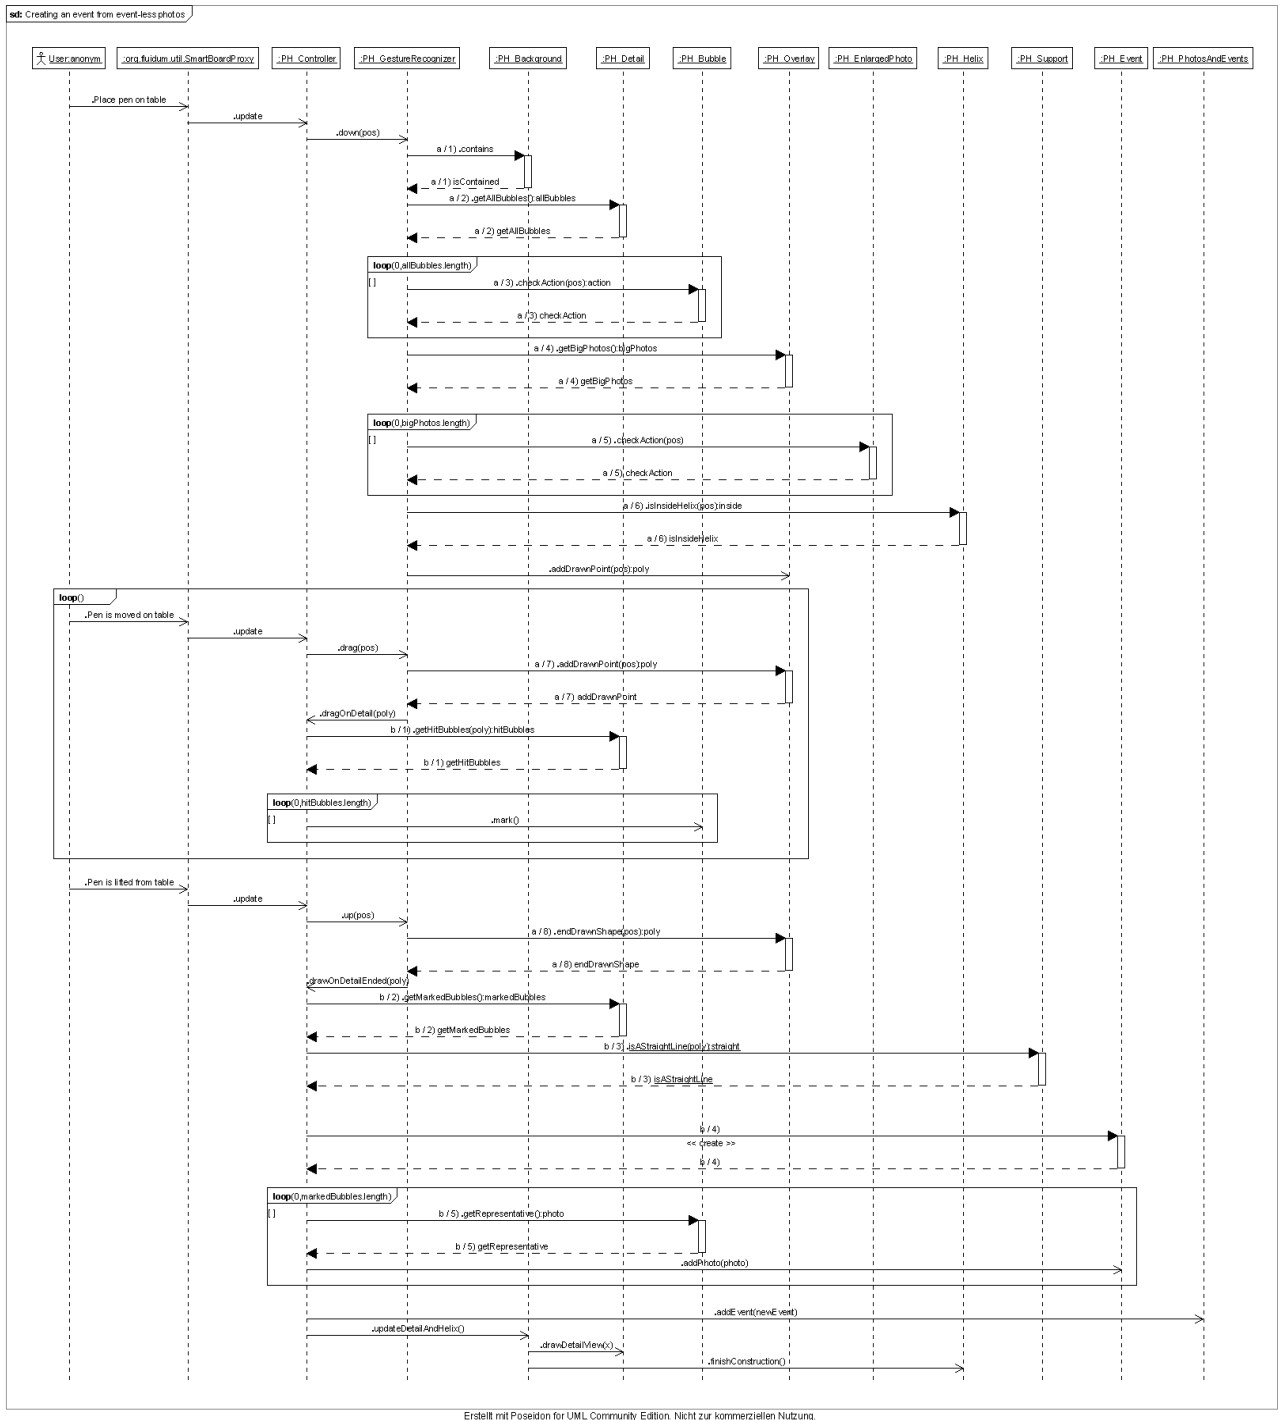 sd: Creating an event from event-less photos
User:anonym
:org.fluidum.util.SmartBoardProxy
:PH_Controller
:PH_GestureRecognizer
:PH_Background
:PH_Detail
:PH_Bubble
:PH_Overlay
:PH_EnlargedPhoto
:PH_Helix
:PH_Support
:PH_Event
:PH_PhotosAndEvents
.Place pen on table
.update
.down(pos)
a / 1) .contains
a / 1) isContained
a / 2) .getAllBubbles():allBubbles
a / 2) getAllBubbles
loop(0,allBubbles.length)
[ ]
a / 3) .checkAction(pos):action
a / 3) checkAction
a / 4) .getBigPhotos():bigPhotos
a / 4) getBigPhotos
loop(0,bigPhotos.length)
[ ]
a / 5) .checkAction(pos)
a / 5) checkAction
a / 6) .isInsideHelix(pos):inside
a / 6) isInsideHelix
.addDrawnPoint(pos):poly
loop()
.Pen is moved on table
.update
.drag(pos)
a / 7) .addDrawnPoint(pos):poly
a / 7) addDrawnPoint
.dragOnDetail(poly)
b / 1) .getHitBubbles(poly):hitBubbles
b / 1) getHitBubbles
loop(0,hitBubbles.length)
[ ]
.mark()
.Pen is lifted from table
.update
.up(pos)
a / 8) .endDrawnShape(pos):poly
a / 8) endDrawnShape
.drawOnDetailEnded(poly)
b / 2) .getMarkedBubbles():markedBubbles
b / 2) getMarkedBubbles
b / 3) .isAStraightLine(poly):straight
b / 3) isAStraightLine
b / 4)
<< create >>
b / 4)
loop(0,markedBubbles.length)
[ ]
b / 5) .getRepresentative():photo
b / 5) getRepresentative
.addPhoto(photo)
.addEvent(newEvent)
.updateDetailAndHelix()
.drawDetailView(x)
.finishConstruction()
Erstellt mit Poseidon for UML Community Edition. Nicht zur kommerziellen Nutzung.